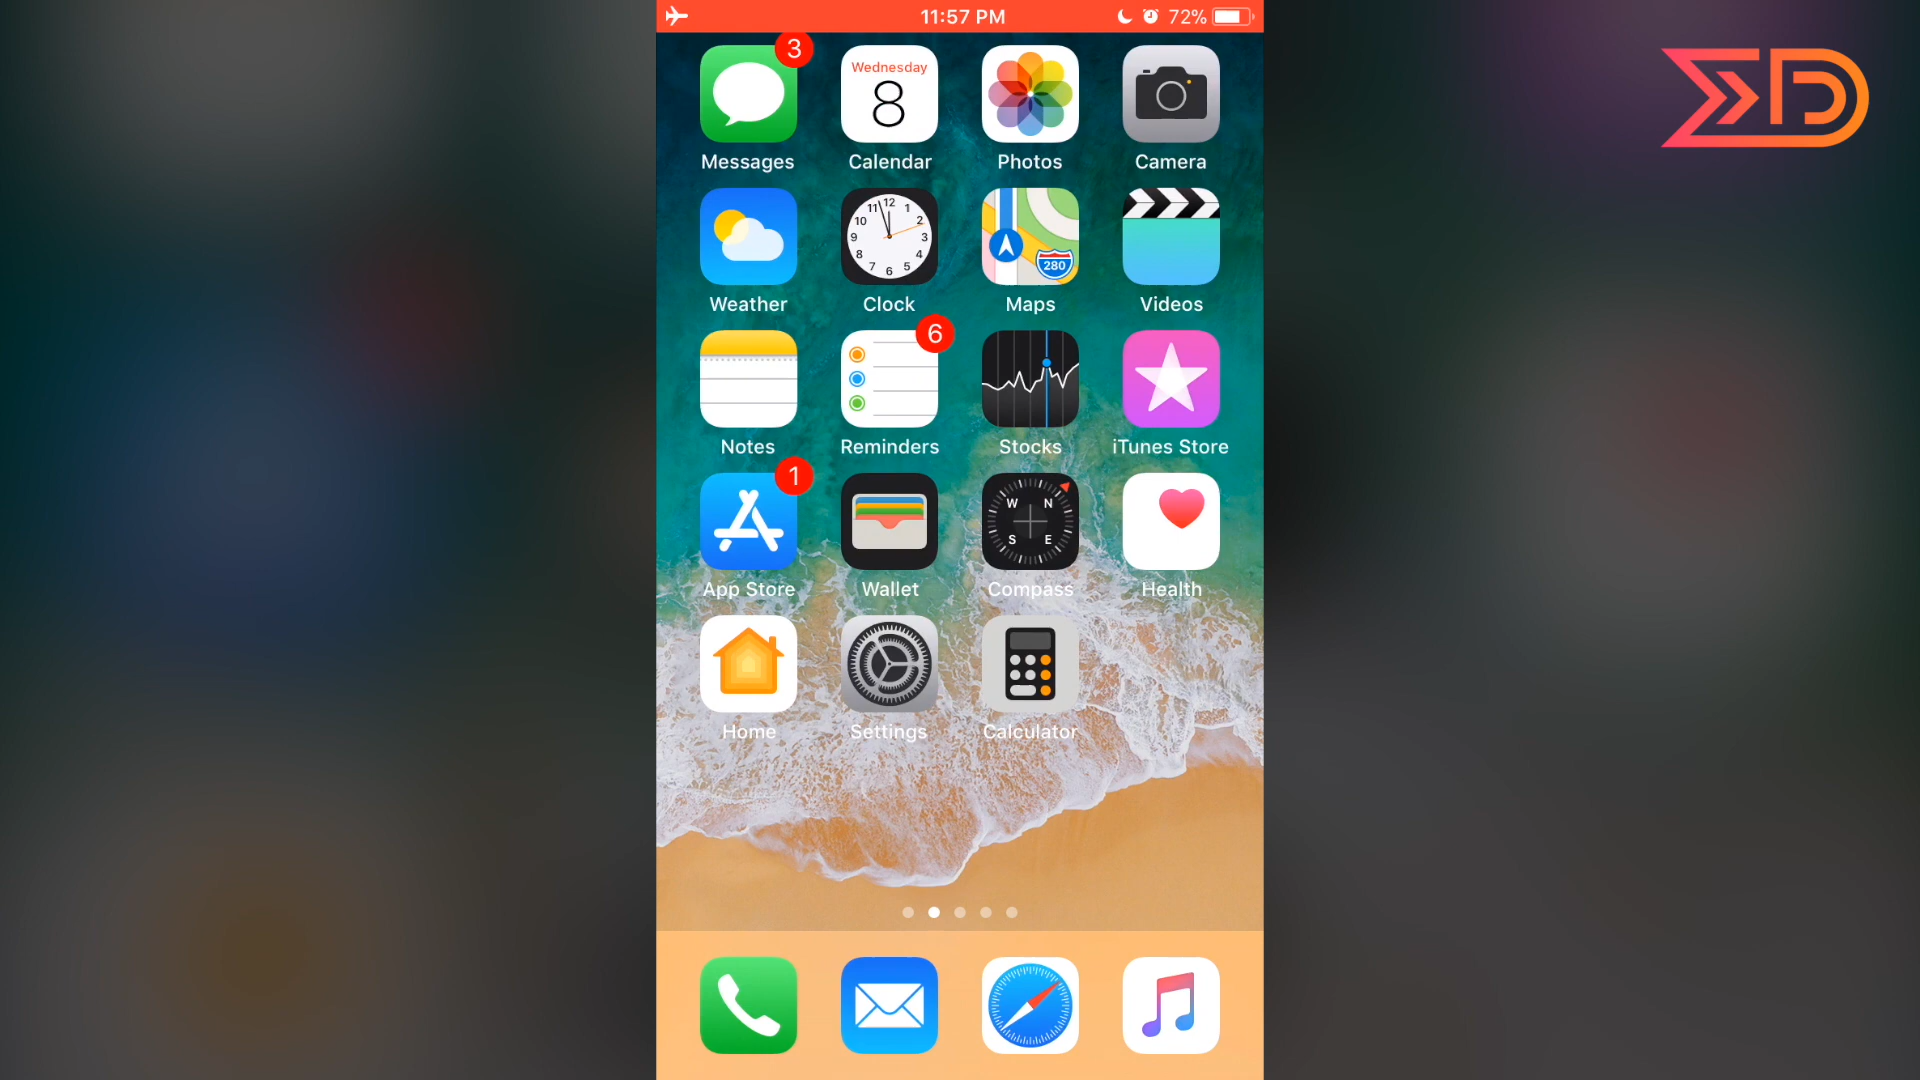 11:57 PM 72%
3
Wednesday
8
Messages Calendar Photos Camera
12
11 1
10 2
9 3
8 4
7 5
6
280
Weather Clock Maps Videos
6
Notes Reminders Stocks iTunes Store
1
W N
S E
App Store Wallet Compass Health
Home Settings Calculator